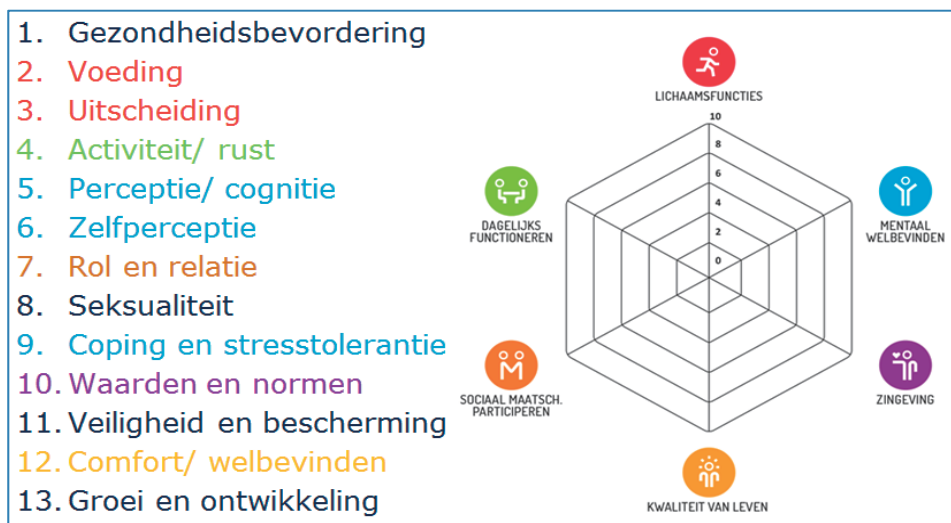 1. Gezondheidsbevordering
2. Voeding
3. Uitscheiding
4. Activiteit/ rust
5. Perceptie/ cognitie
6. Zelfperceptie
7. Rol en relatie
8. Seksualiteit
9. Coping en stresstolerantie
10. Waarden en normen
11. Veiligheid en bescherming
12. Comfort/ welbevinden
13. Groei en ontwikkeling
LICHAAMSFUNCTIES
10
8
6
4
2
0
DAGELIJKS
FUNCTIONEREN
MENTAAL
WELBEVINDEN
SOCIAAL MAATSCH.
PARTICIPEREN
ZINGEVING
KWALITEIT VAN LEVEN